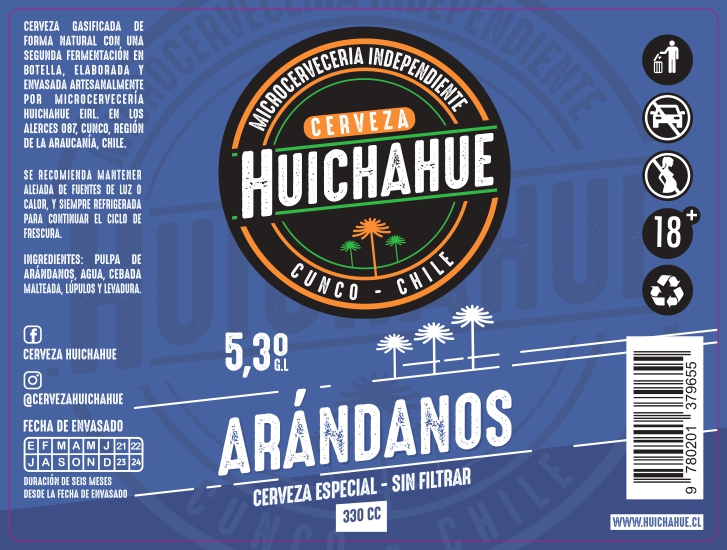 CERVEZA GASIFICADA DE
FORMA NATURAL CON UNA
SEGUNDA FERMENTACIÓN EN
BOTELLA, ELABORADA Y
ENVASADA ARTESANALMENTE
POR MICROCERVECERÍA
HUICHAHUE EIRL. EN LOS
ALERCES 087, CUNCO, REGIÓN
DE LA ARAUCANÍA, CHILE.
SE RECOMIENDA MANTENER
ALEJADA DE FUENTES DE LUZ O
CALOR, Y SIEMPRE REFRIGERADA
PARA CONTINUAR EL CICLO DE
FRESCURA.
INGREDIENTES: PULPA DE
ARÁNDANOS, AGUA, CEBADA
MALTEADA, LÚPULOS Y LEVADURA.
CERVEZA HUICHAHUE
@CERVEZAHUICHAHUE
FECHA DE ENVASADO
E F M A M J 21 22
J A S O N D 23 24
DURACIÓN DE SEIS MESES
DESDE LA FECHA DE ENVASADO
MICROCERVECERIA INDEPENDIENTE
CERVEZA
HUICHAHUE
CUNCO - CHILE
5,3º
G.L
ARÁNDANOS
CERVEZA ESPECIAL - SIN FILTRAR
330 CC
18+
9 780201 379655
WWW.HUICHAHUE.CL